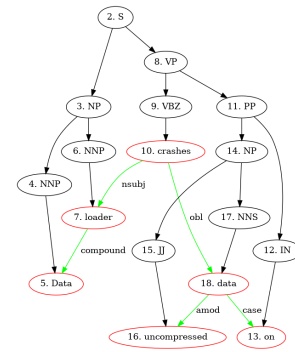 2. S
8. VP
3. NP
9. VBZ
11. PP
6. NNP
10. crashes
14. NP
4. NNP
nsubj
7. loader
obl
17. NNS
compound
15. JJ
12. IN
5. Data
18. data
amod
case
16. uncompressed
13. on